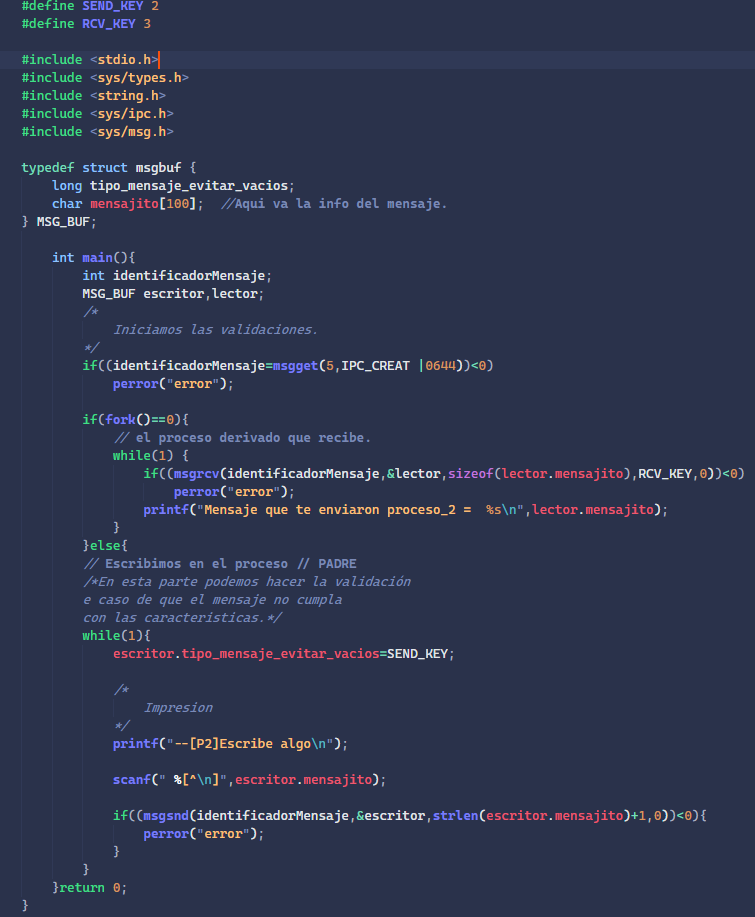 #define SEND_KEY 2
#define RCV_KEY 3

#include <stdio.h>
#include <sys/types.h>
#include <string.h>
#include <sys/ipc.h>
#include <sys/msg.h>

typedef struct msgbuf {
    long tipo_mensaje_evitar_vacios;
    char mensajito[100];  //Aqui va la info del mensaje.
} MSG_BUF;

    int main(){
        int identificadorMensaje;
        MSG_BUF escritor,lector;
        /*
            Iniciamos las validaciones.
        */
        if((identificadorMensaje=msgget(5,IPC_CREAT |0644))<0)
            perror("error");

        if(fork()==0){
            // el proceso derivado que recibe.
            while(1) {
                if((msgrcv(identificadorMensaje,&lector,sizeof(lector.mensajito),RCV_KEY,0))<0)
                    perror("error");
                printf("Mensaje que te enviaron proceso_2 =  %s\n",lector.mensajito);
            }
        }else{
        // Escribimos en el proceso // PADRE
        /*En esta parte podemos hacer la validación
        e caso de que el mensaje no cumpla
        con las caracteristicas.*/
        while(1){
            escritor.tipo_mensaje_evitar_vacios=SEND_KEY;

            /*
                Impresion
            */
            printf("--[P2]Escribe algo\n");

            scanf(" %[^\n]",escritor.mensajito);

            if((msgsnd(identificadorMensaje,&escritor,strlen(escritor.mensajito)+1,0))<0){
                perror("error");
            }
        }
    }return 0;
}